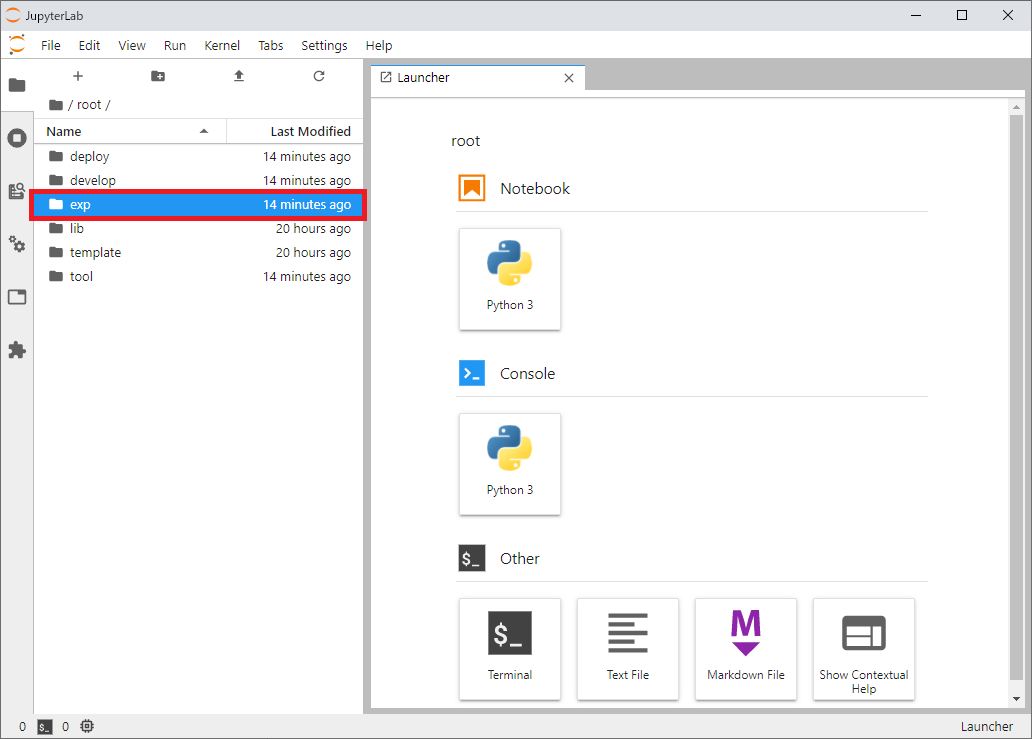 JupyterLab
File Edit View Run Kernel Tabs Settings Help
/ root /
Name Last Modified
deploy 14 minutes ago
develop 14 minutes ago
exp 14 minutes ago
lib 20 hours ago
template 20 hours ago
tool 14 minutes ago
Launcher
root
Notebook
Python 3
>_ Console
Python 3
$_ Other
$_
M
Terminal
Text File
Markdown File
Show Contextual
Help
0 $_ 0
Launcher